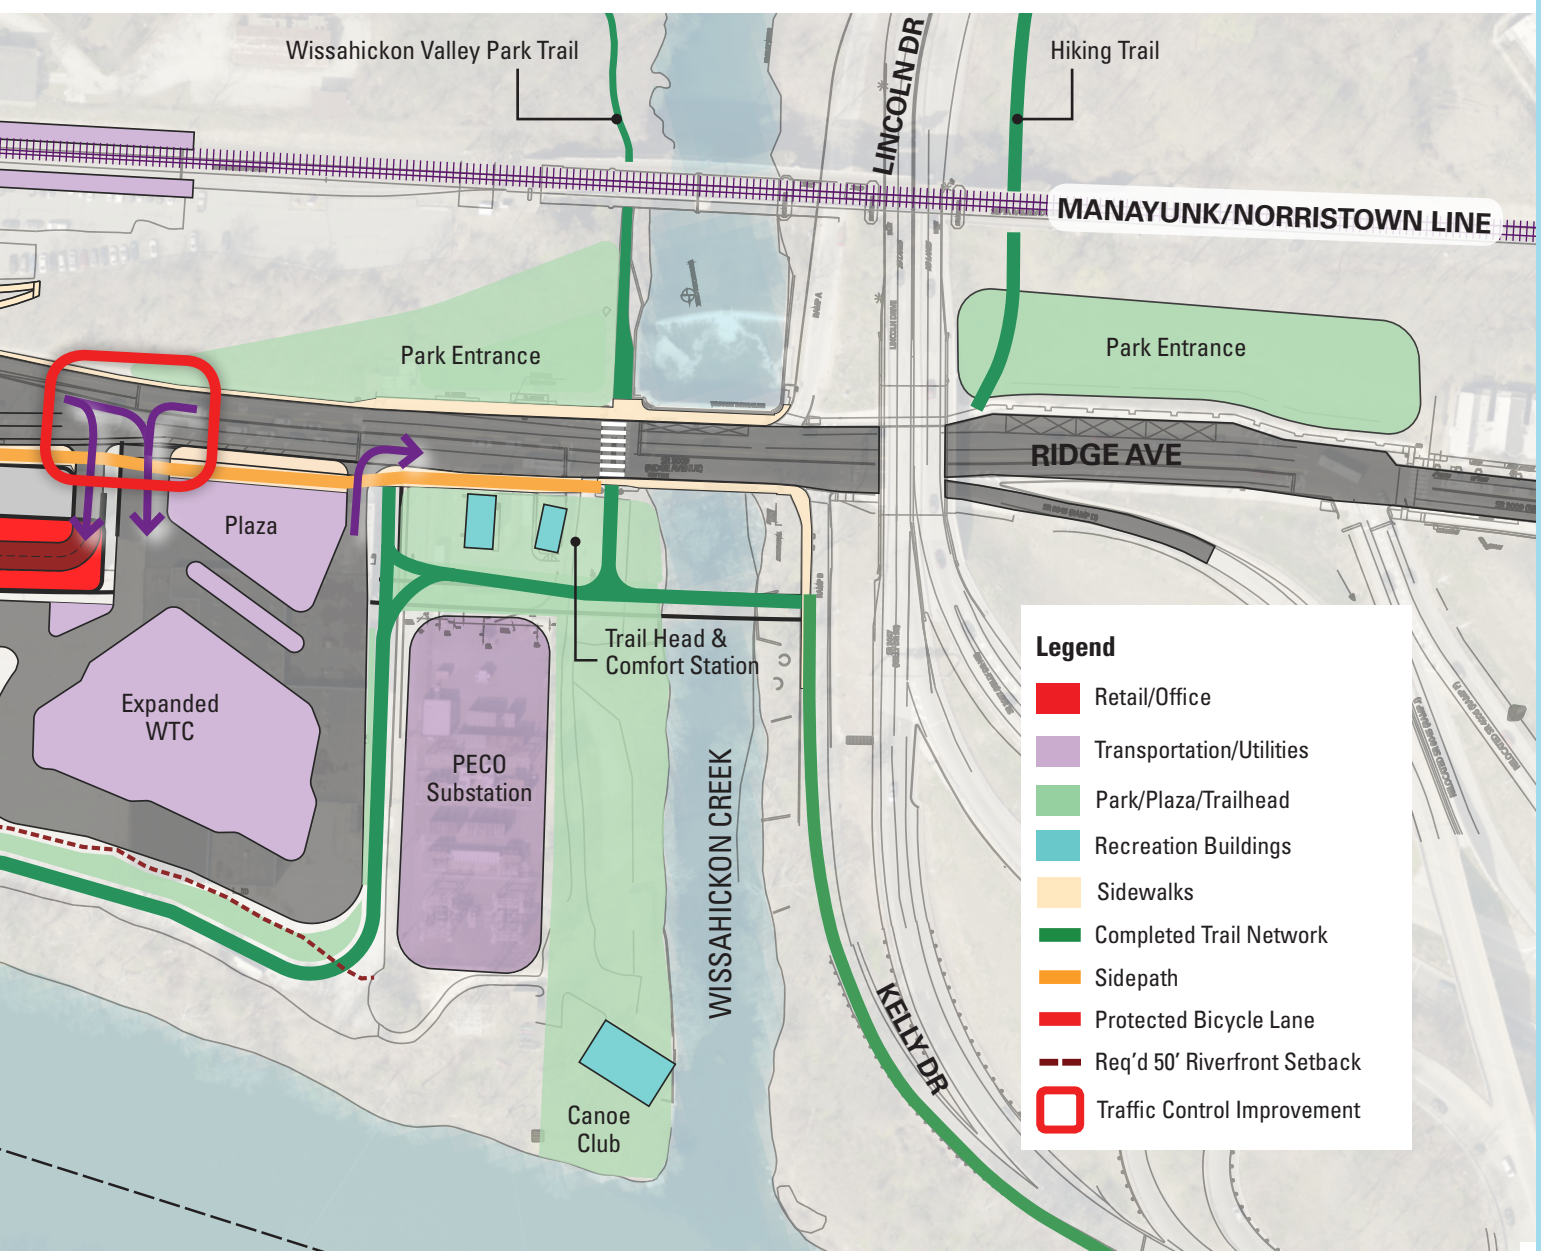 Wissahickon Valley Park Trail
Hiking Trail
LINCOLN DR
MANAYUNK/NORRISTOWN LINE
Park Entrance
Park Entrance
RIDGE AVE
Plaza
Trail Head &
Comfort Station
Expanded
WTC
PECO
Substation
WISSAHICKON CREEK
KELLY DR
Canoe
Club
Legend
Retail/Office
Transportation/Utilities
Park/Plaza/Trailhead
Recreation Buildings
Sidewalks
Completed Trail Network
Sidepath
Protected Bicycle Lane
Req'd 50' Riverfront Setback
Traffic Control Improvement